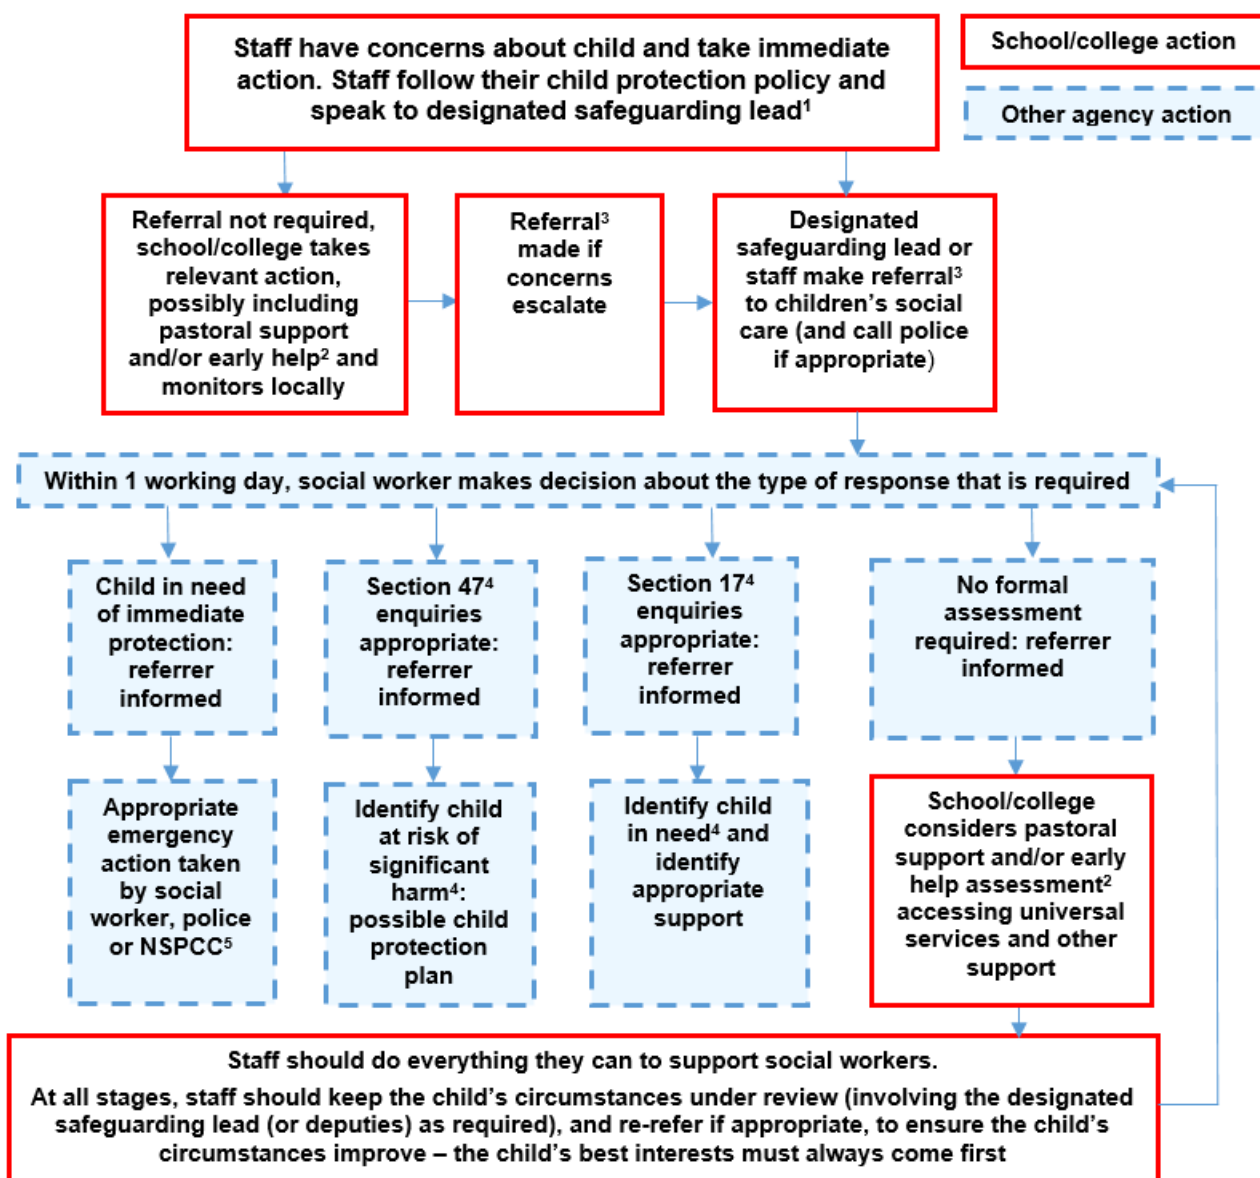 Staff have concerns about child and take immediate
action. Staff follow their child protection policy and
speak to designated safeguarding lead¹
School/college action
Other agency action
Referral not required,
school/college takes
relevant action,
possibly including
pastoral support
and/or early help² and
monitors locally
Referral³
made if
concerns
escalate
Designated
safeguarding lead or
staff make referral³
to children’s social
care (and call police
if appropriate)
Within 1 working day, social worker makes decision about the type of response that is required
Child in need
of immediate
protection:
referrer
informed
Section 47⁴
enquiries
appropriate:
referrer
informed
Section 17⁴
enquiries
appropriate:
referrer
informed
No formal
assessment
required: referrer
informed
Appropriate
emergency
action taken
by social
worker, police
or NSPCC⁵
Identify child
at risk of
significant
harm⁴:
possible child
protection
plan
Identify child
in need⁴ and
identify
appropriate
support
School/college
considers pastoral
support and/or early
help assessment²
accessing universal
services and other
support
Staff should do everything they can to support social workers.
At all stages, staff should keep the child’s circumstances under review (involving the designated
safeguarding lead (or deputies) as required), and re-refer if appropriate, to ensure the child’s
circumstances improve – the child’s best interests must always come first